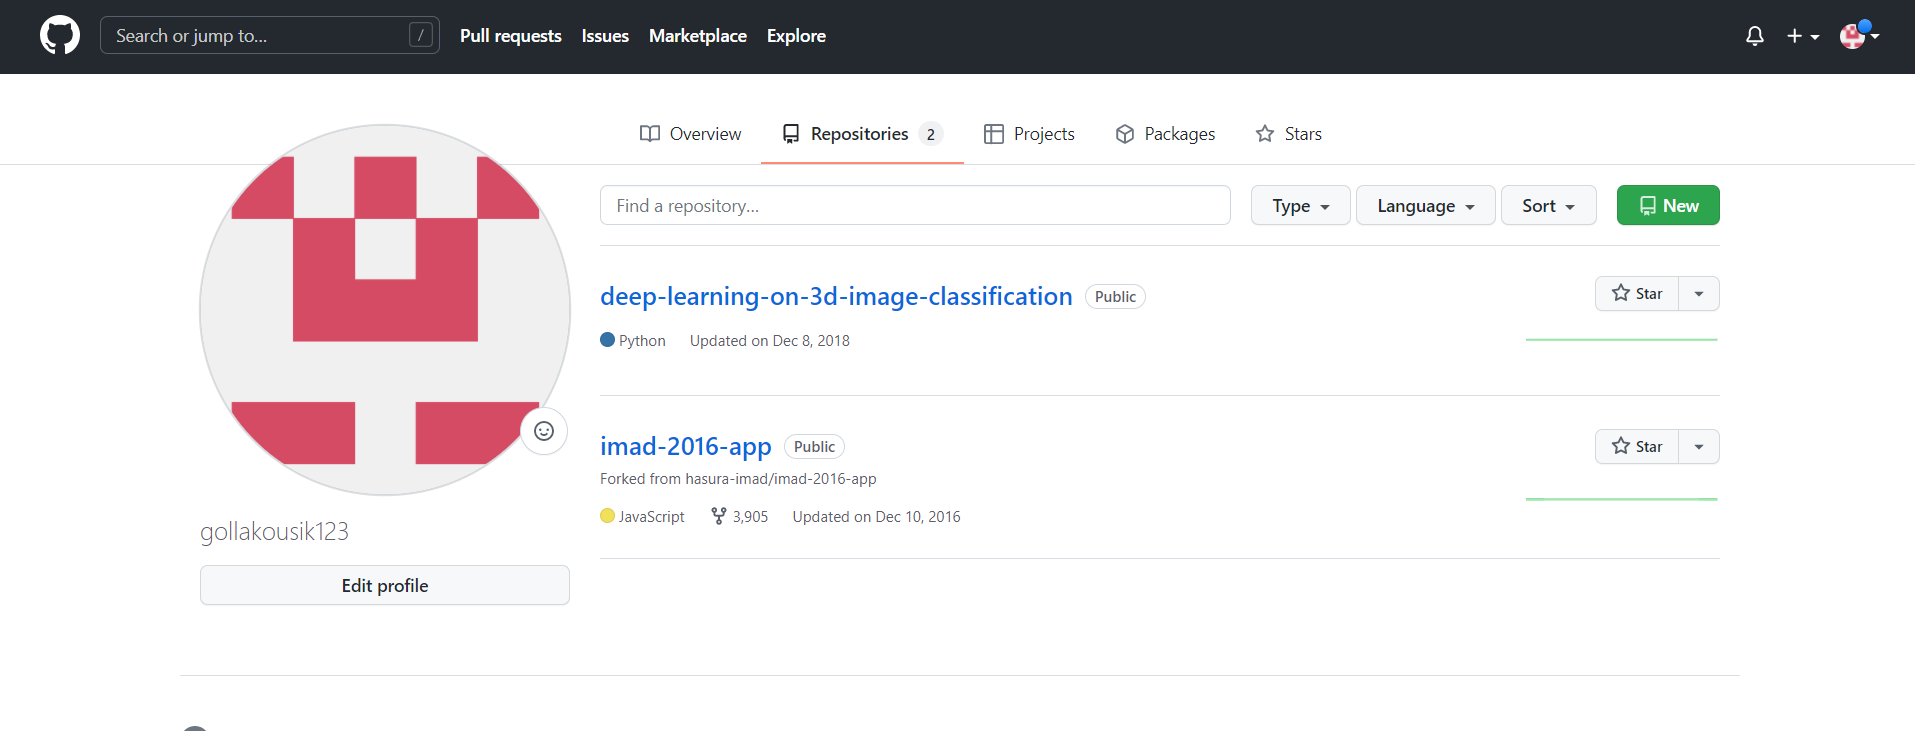 Search or jump to... / Pull requests Issues Marketplace Explore
Overview Repositories 2 Projects Packages Stars
Find a repository... Type Language Sort New
deep-learning-on-3d-image-classification Public Star
Python Updated on Dec 8, 2018
imad-2016-app Public Star
Forked from hasura-imad/imad-2016-app
JavaScript 3,905 Updated on Dec 10, 2016
gollakousik123
Edit profile